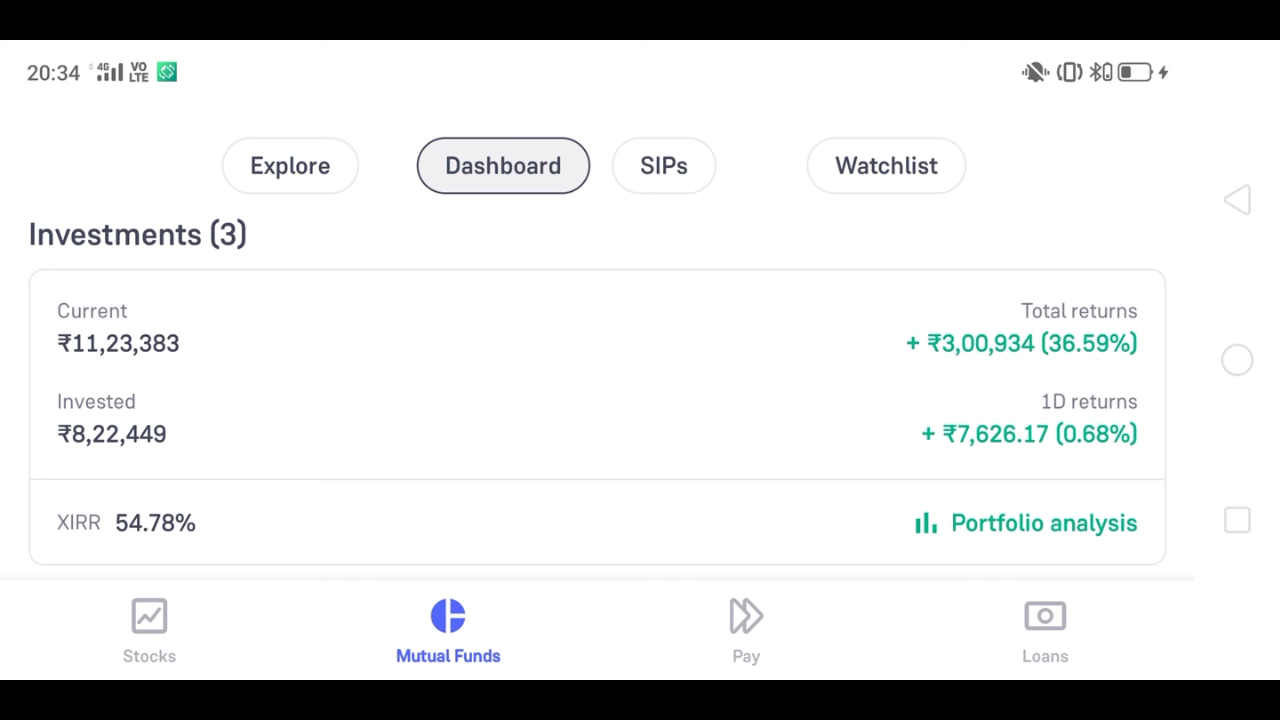 20:34 4G VO LTE
Explore Dashboard SIPs Watchlist
Investments (3)
Current Total returns
₹11,23,383 + ₹3,00,934 (36.59%)
Invested 1D returns
₹8,22,449 + ₹7,626.17 (0.68%)
XIRR 54.78% Portfolio analysis
Stocks Mutual Funds Pay Loans